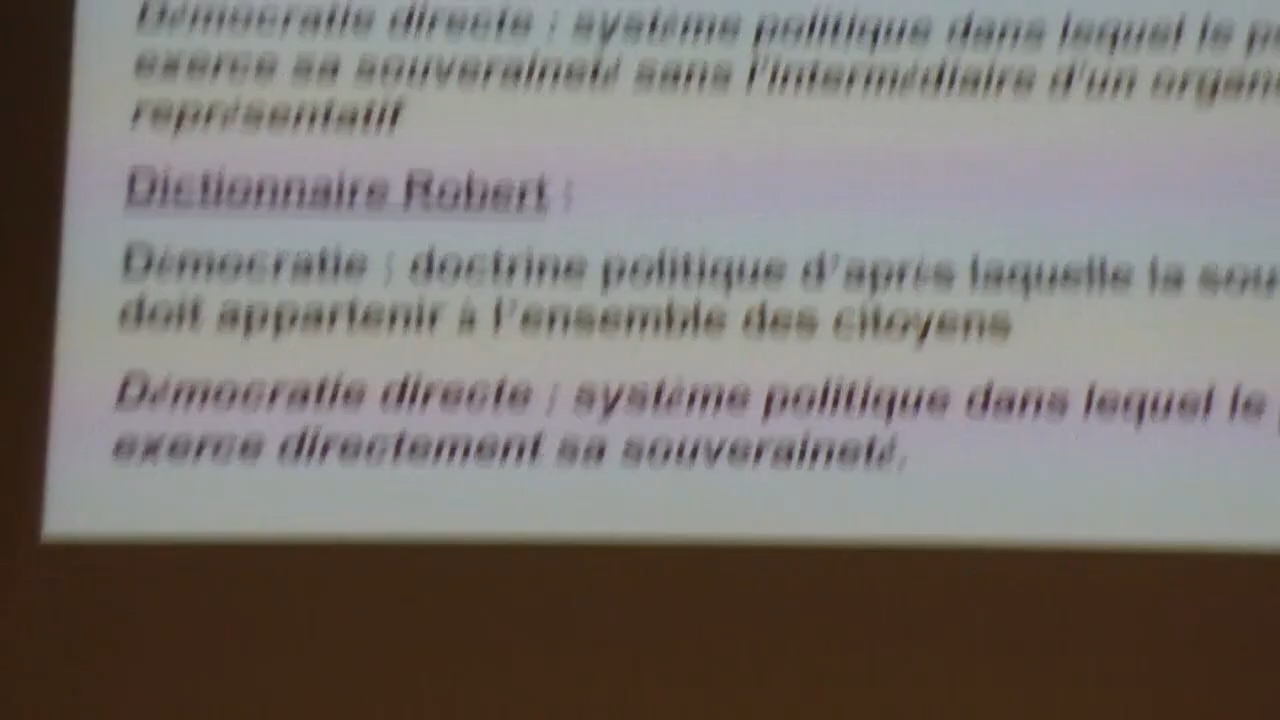 Démocratie directe : système politique dans lequel le
exerce sa souveraineté sans l'intermédiaire d'un
représentatif
Dictionnaire Robert :
Démocratie : doctrine politique d'après laquelle la
doit appartenir à l'ensemble des citoyens
Démocratie directe : système politique dans lequel le
exerce directement sa souveraineté.